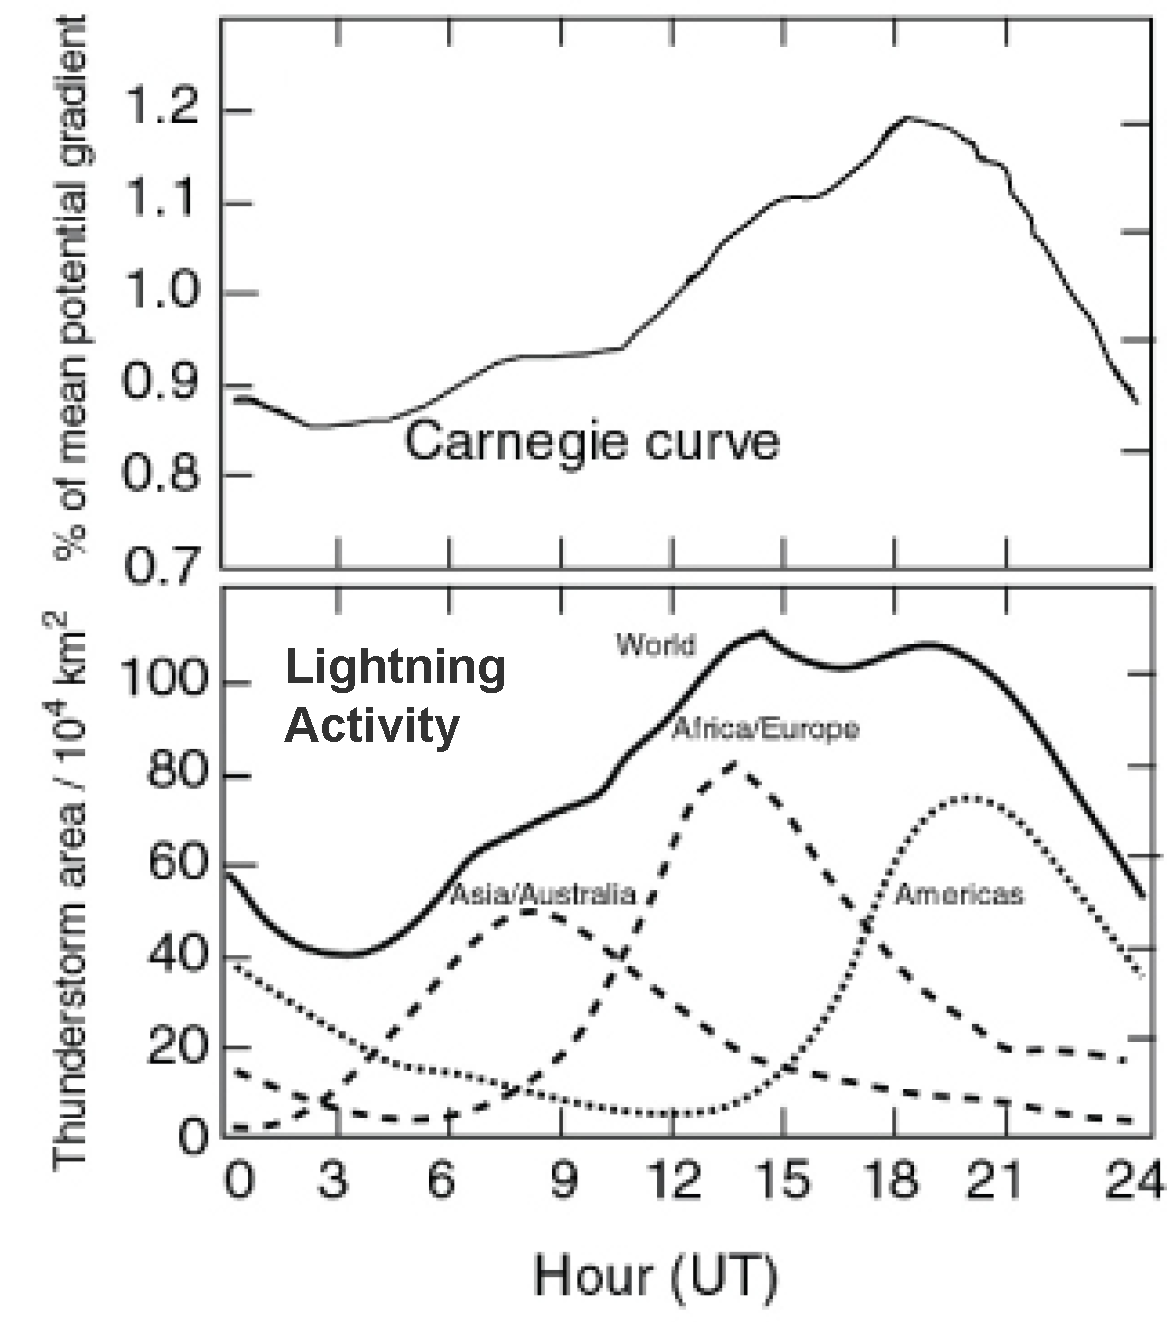 % of mean potential gradient
1.2
1.1
1.0
0.9
0.8
0.7
Carnegie curve
Thunderstorm area / 10⁴ km²
100
80
60
40
20
0
Lightning
Activity
World
Africa/Europe
Asia/Australia
Americas
0 3 6 9 12 15 18 21 24
Hour (UT)